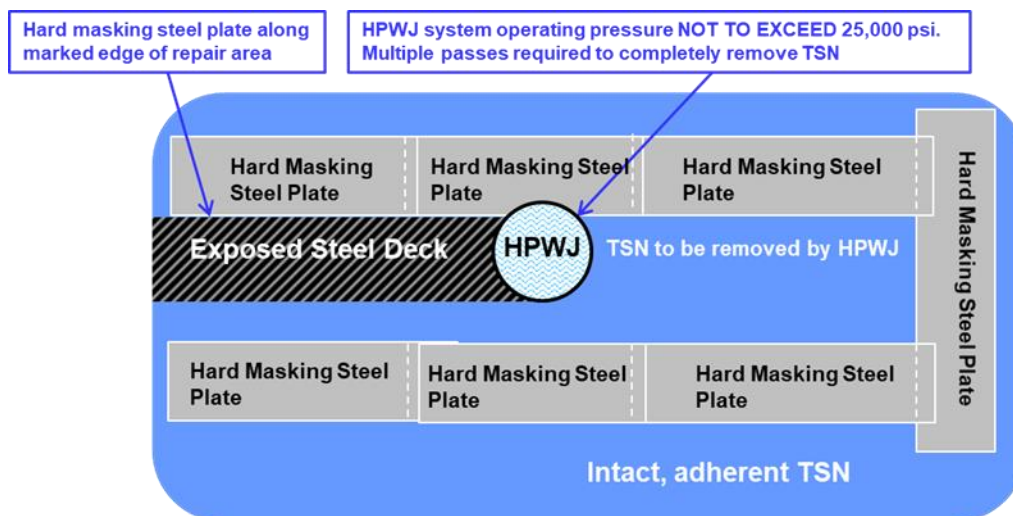 Hard masking steel plate along
marked edge of repair area
HPWJ system operating pressure NOT TO EXCEED 25,000 psi.
Multiple passes required to completely remove TSN
Hard Masking
Steel Plate
Hard Masking Steel
Plate
Hard Masking
Steel Plate
Hard Masking Steel Plate
Exposed Steel Deck
HPWJ
TSN to be removed by HPWJ
Hard Masking Steel
Plate
Hard Masking Steel
Plate
Hard Masking Steel
Plate
Intact, adherent TSN